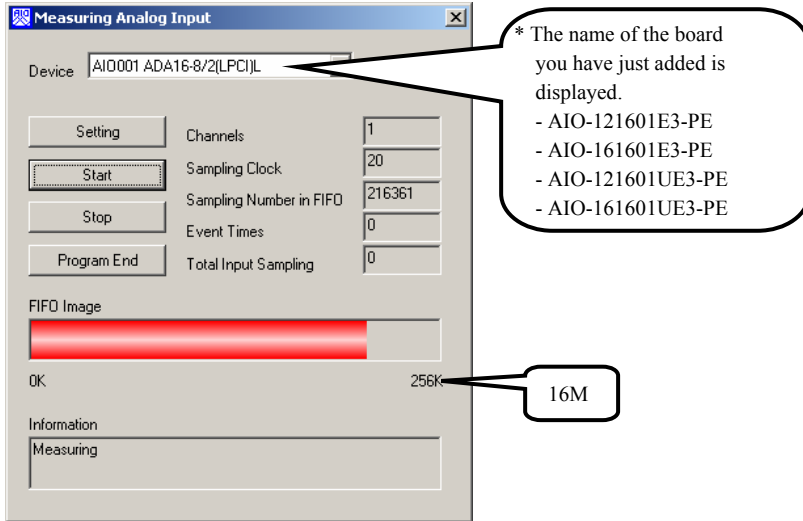 Measuring Analog Input
Device AIO001 ADA16-8/2(LPCI)L
* The name of the board
you have just added is
displayed.
- AIO-121601E3-PE
- AIO-161601E3-PE
- AIO-121601UE3-PE
- AIO-161601UE3-PE
Setting
Start
Stop
Program End
Channels 1
Sampling Clock 20
Sampling Number in FIFO 216361
Event Times 0
Total Input Sampling 0
FIFO Image
0K 256K
16M
Information
Measuring